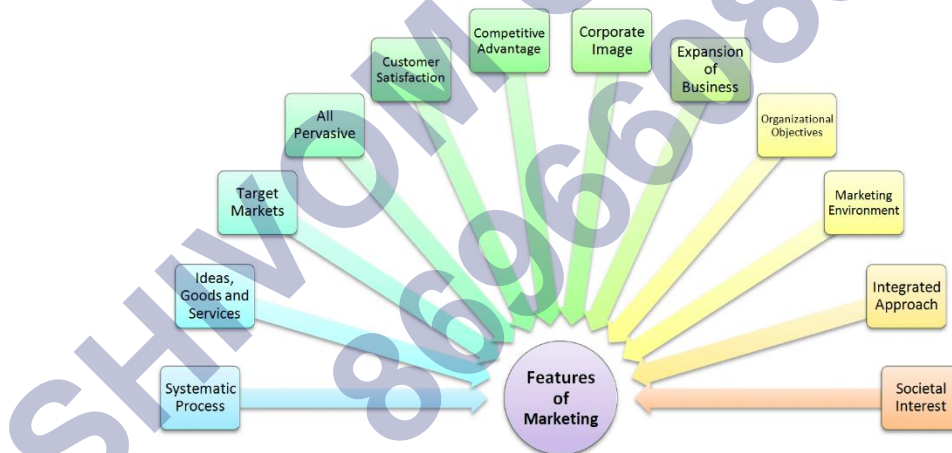 Systematic
Process
Ideas,
Goods and
Services
Target
Markets
All
Pervasive
Customer
Satisfaction
Competitive
Advantage
Corporate
Image
Expansion
of
Business
Organizational
Objectives
Marketing
Environment
Integrated
Approach
Societal
Interest
Features
of
Marketing
SHIVOM